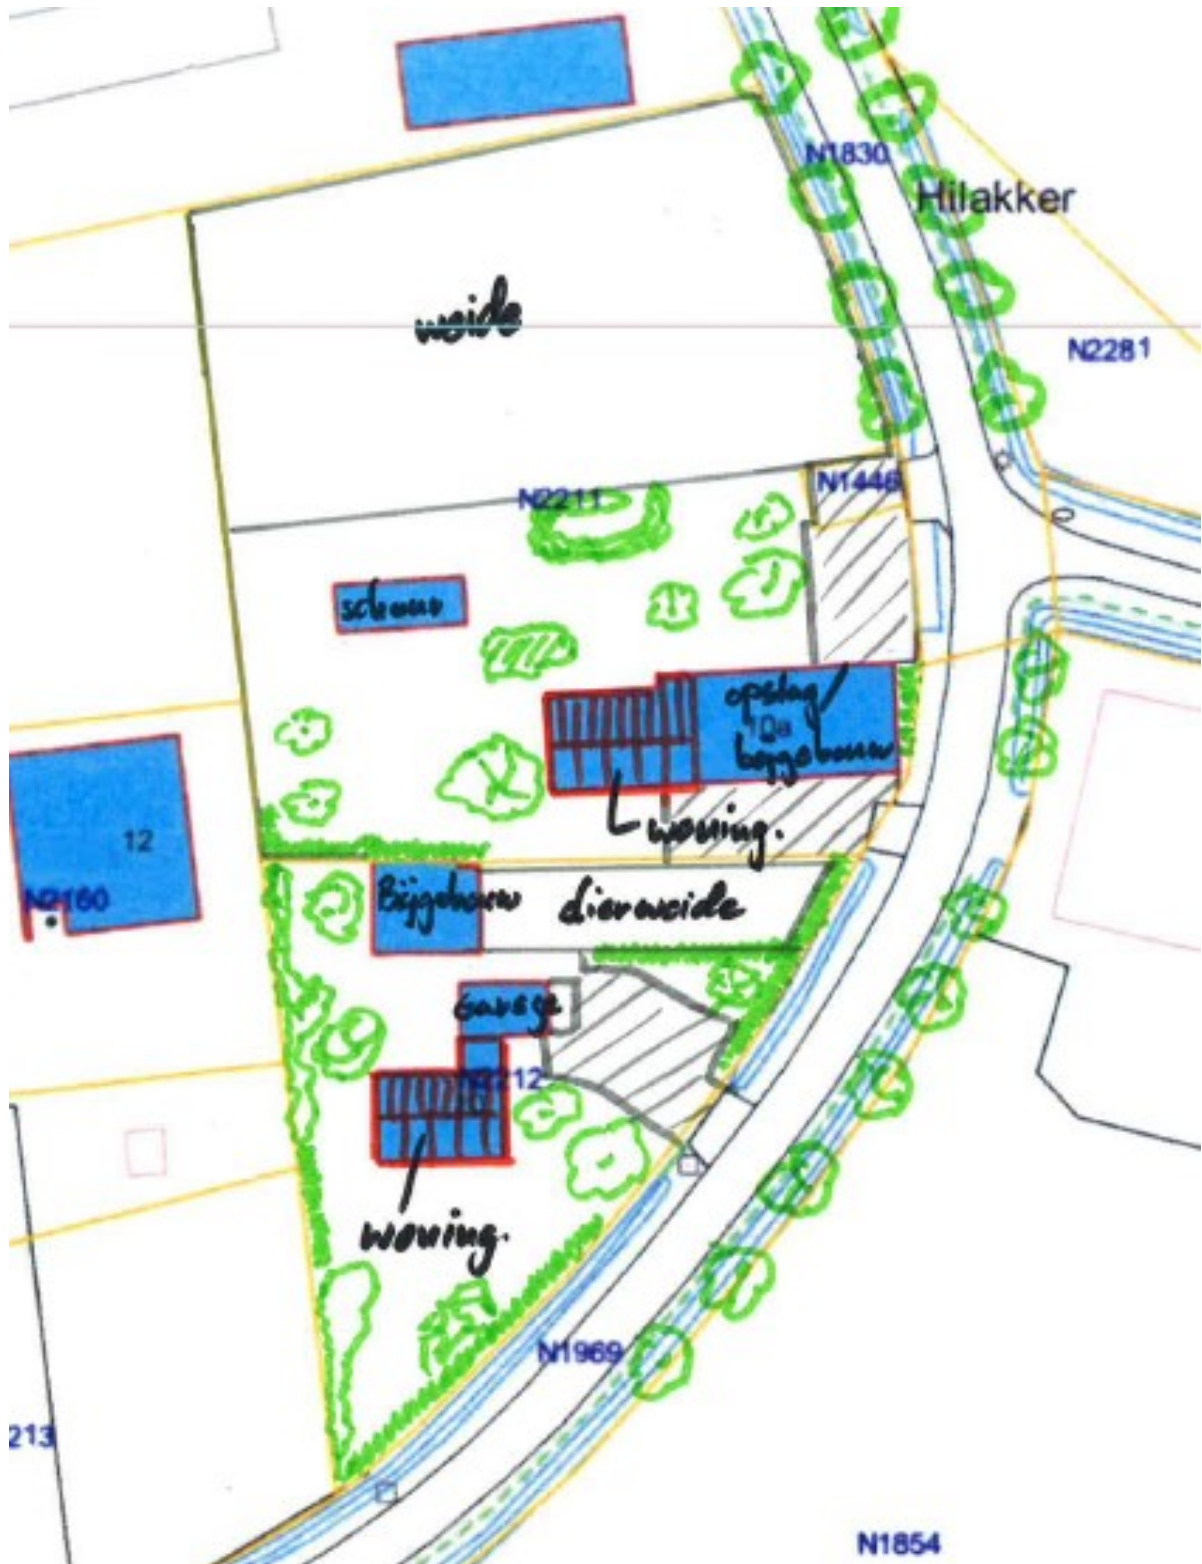 N1830
Hilakker
weide
N2281
N2211
N1446
schuur
opslag/
10a
bijgebouw
woning.
12
N2160
Bijgebouw
dierweide
Garage
N2212
10
woning.
N1969
213
N1854